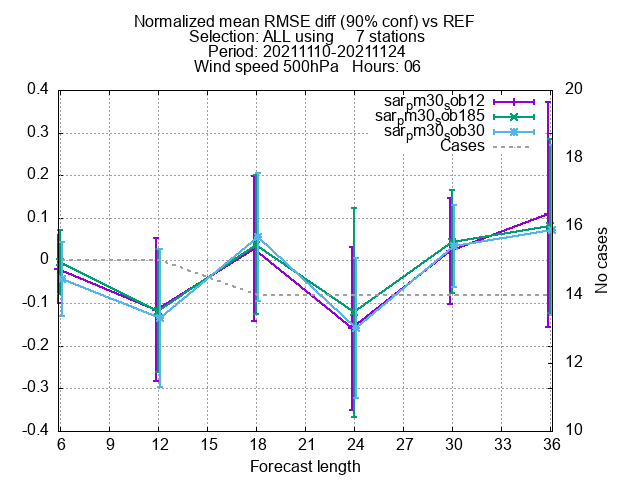 Normalized mean RMSE diff (90% conf) vs REF
Selection: ALL using 7 stations
Period: 20211110-20211124
Wind speed 500hPa Hours: 06
sarpm30sob12
sarpm30sob185
sarpm30sob30
Cases
0.4
0.3
0.2
0.1
0
-0.1
-0.2
-0.3
-0.4
20
18
16
14
12
10
No cases
6 9 12 15 18 21 24 27 30 33 36
Forecast length